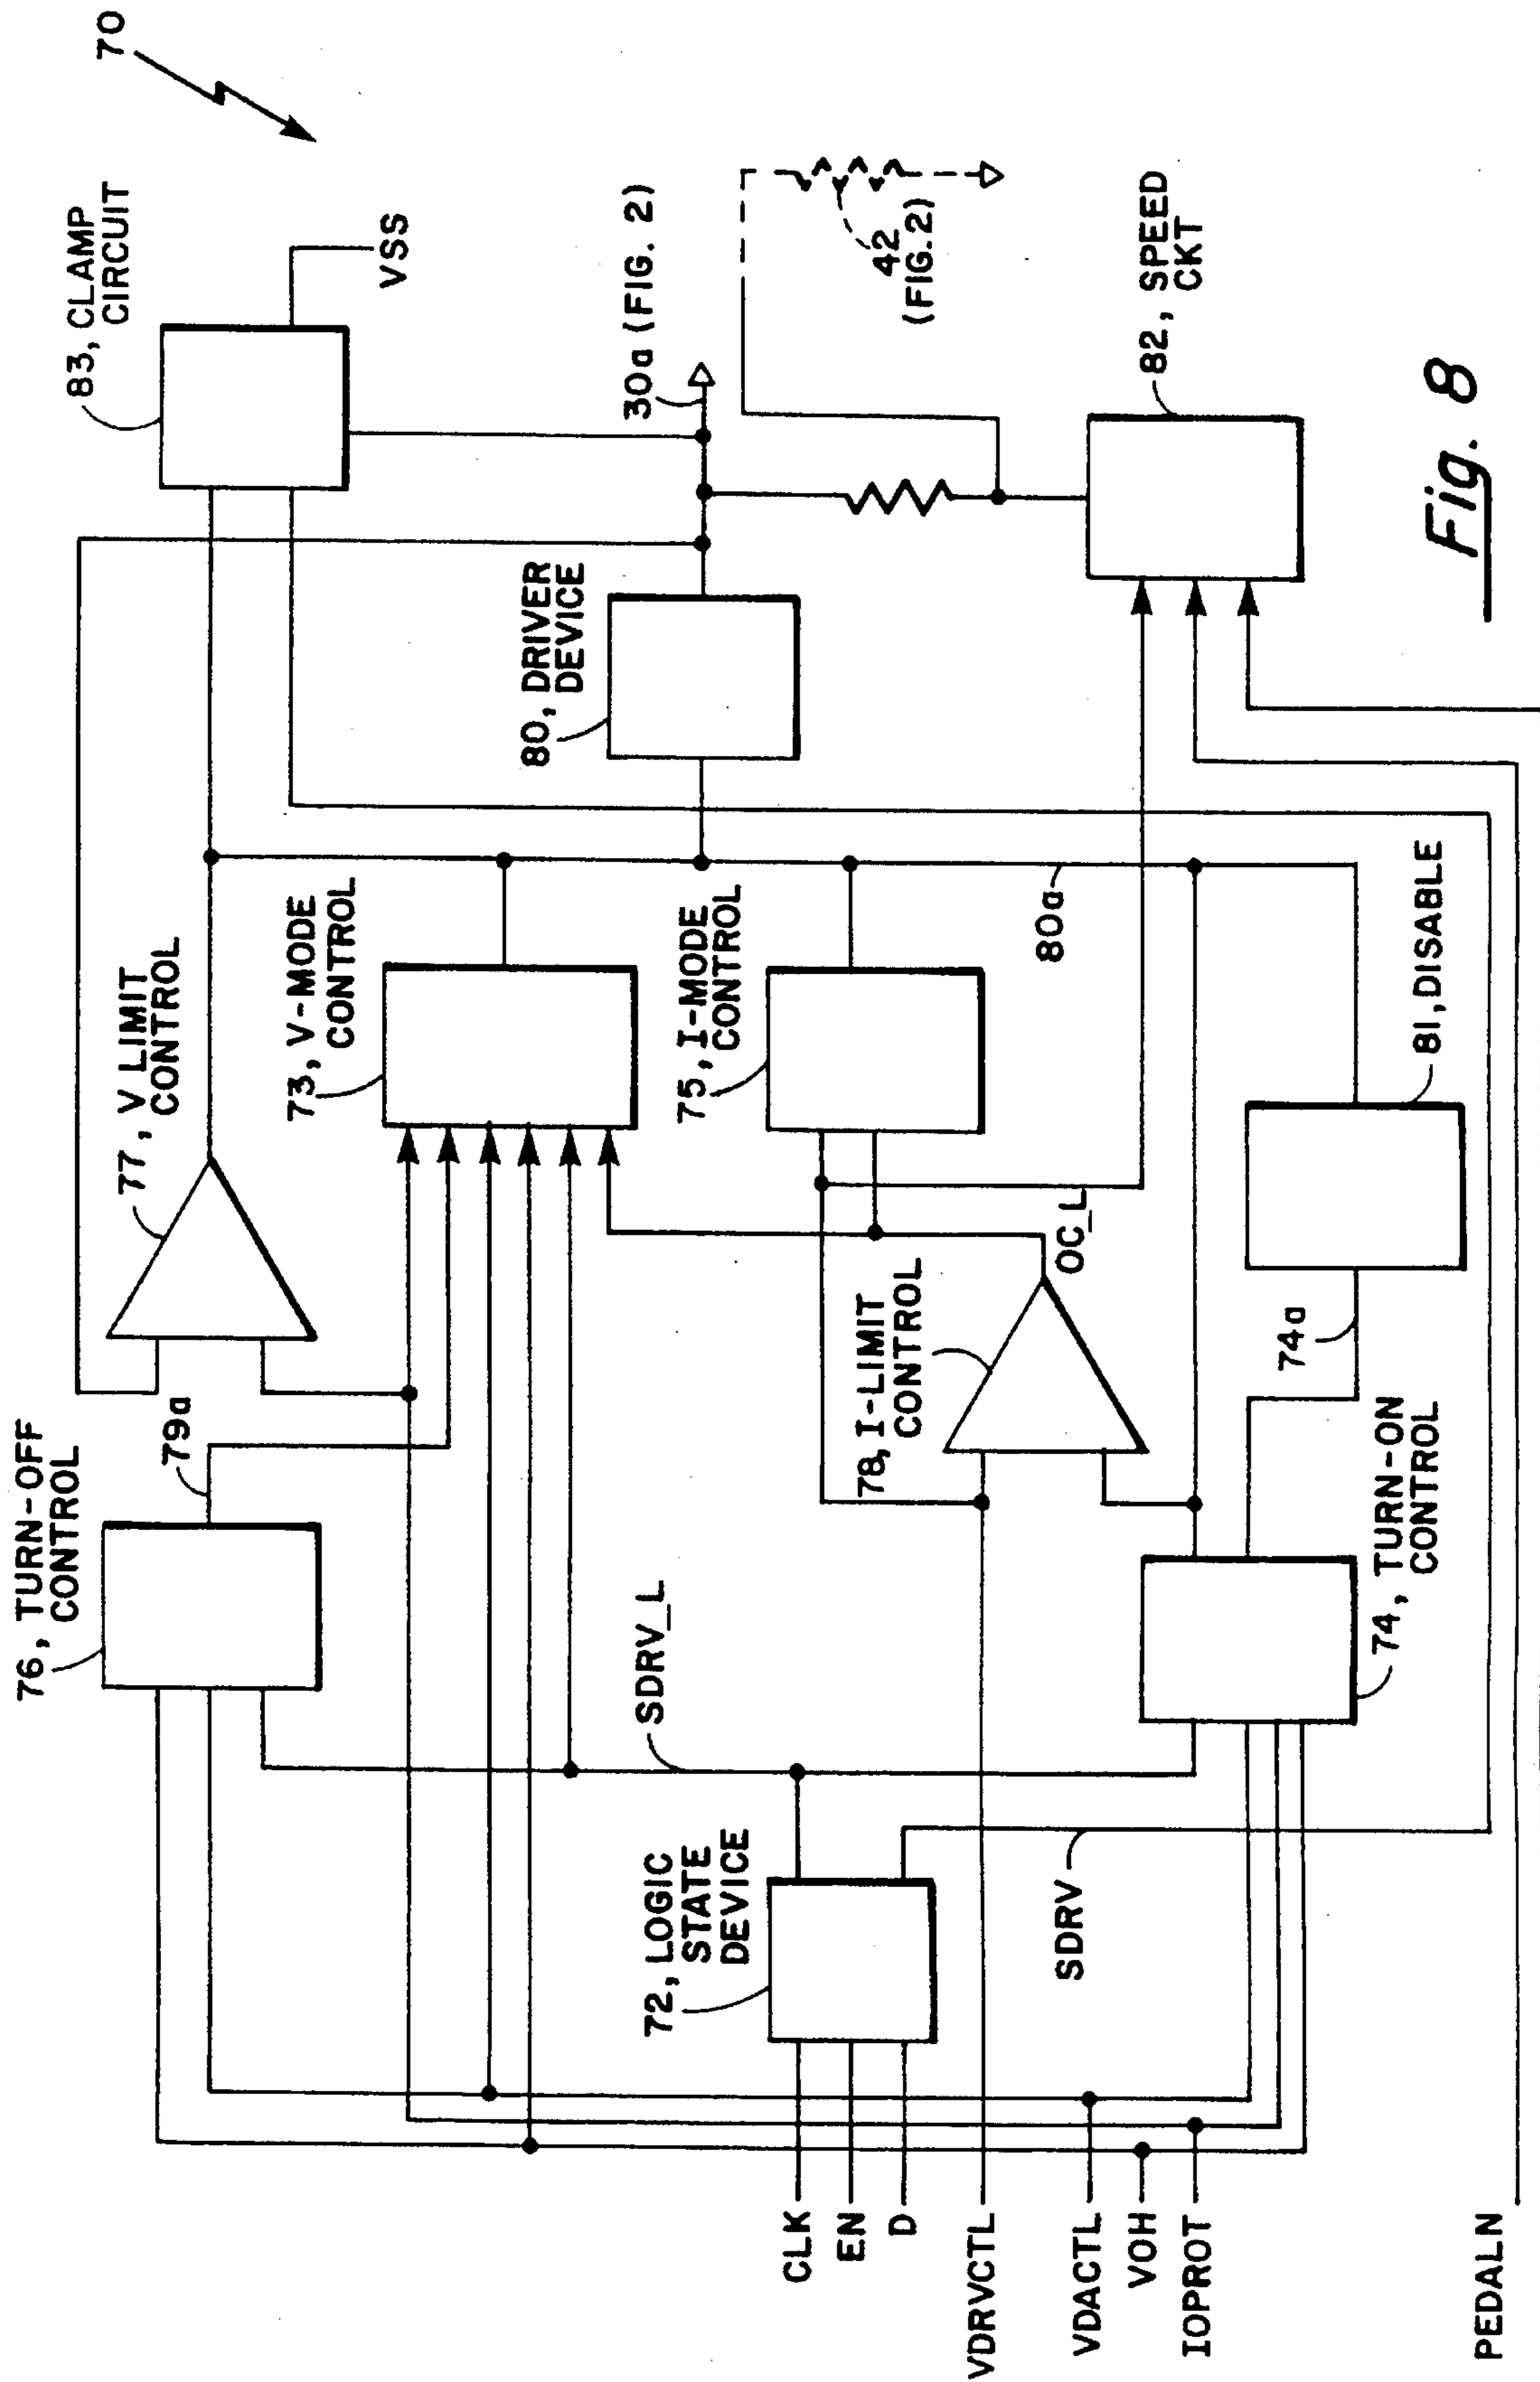 70
83, CLAMP
CIRCUIT
VSS
30a (FIG. 2)
42
(FIG.2)
82, SPEED
CKT
80, DRIVER
DEVICE
77, V LIMIT
CONTROL
73, V-MODE
CONTROL
75, I-MODE
CONTROL
80a
81, DISABLE
76, TURN-OFF
CONTROL
79a
78, I-LIMIT
CONTROL
OC_L
74a
74, TURN-ON
CONTROL
SDRV_L
72, LOGIC
STATE
DEVICE
SDRV
CLK
EN
D
VDRVCTL
VDACTL
VOH
IOPROT
PEDALN
Fig. 8